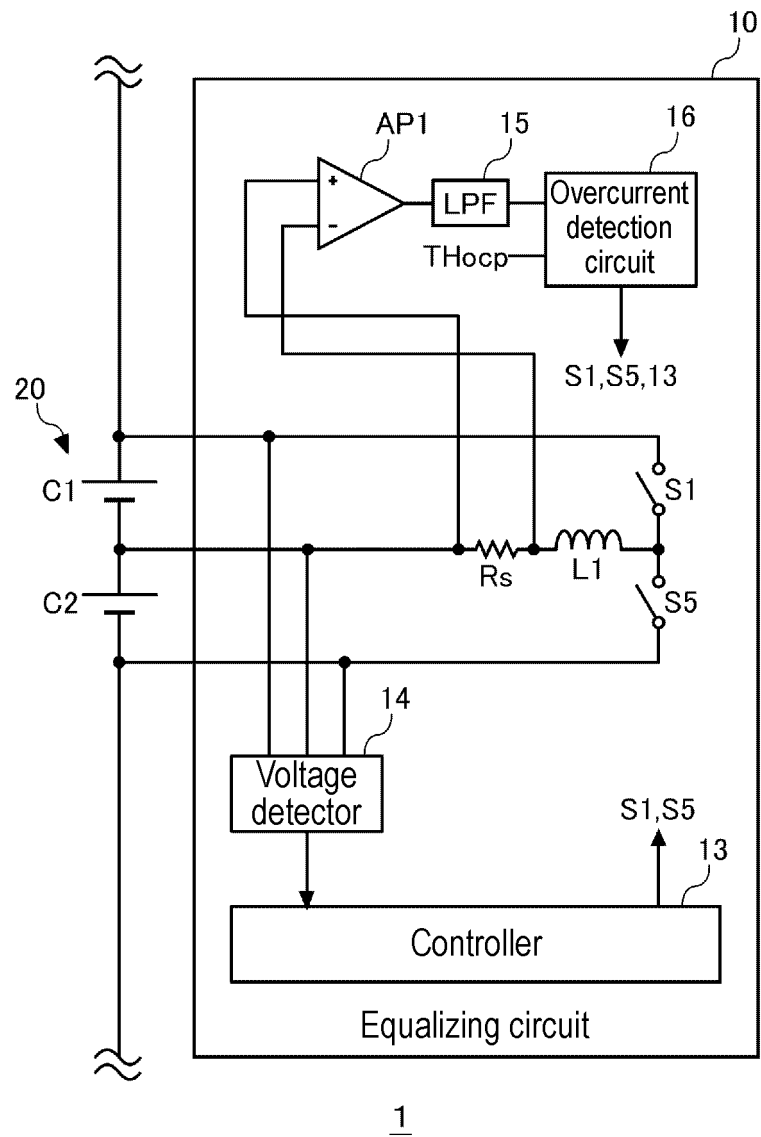 10
AP1
15
16
+
-
LPF
Overcurrent
detection
circuit
THocp
S1,S5,13
20
C1
S1
Rs
L1
C2
S5
14
Voltage
detector
S1,S5
13
Controller
Equalizing circuit
1